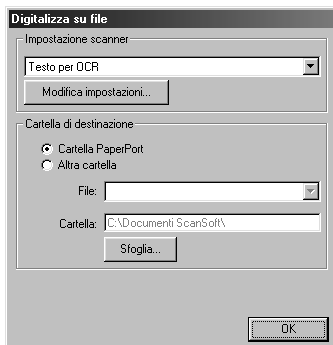 Digitalizza su file
Impostazione scanner
Testo per OCR
Modifica impostazioni...
Cartella di destinazione
Cartella PaperPort
Altra cartella
File:
Cartella: C:\Documenti ScanSoft\
Sfoglia...
OK